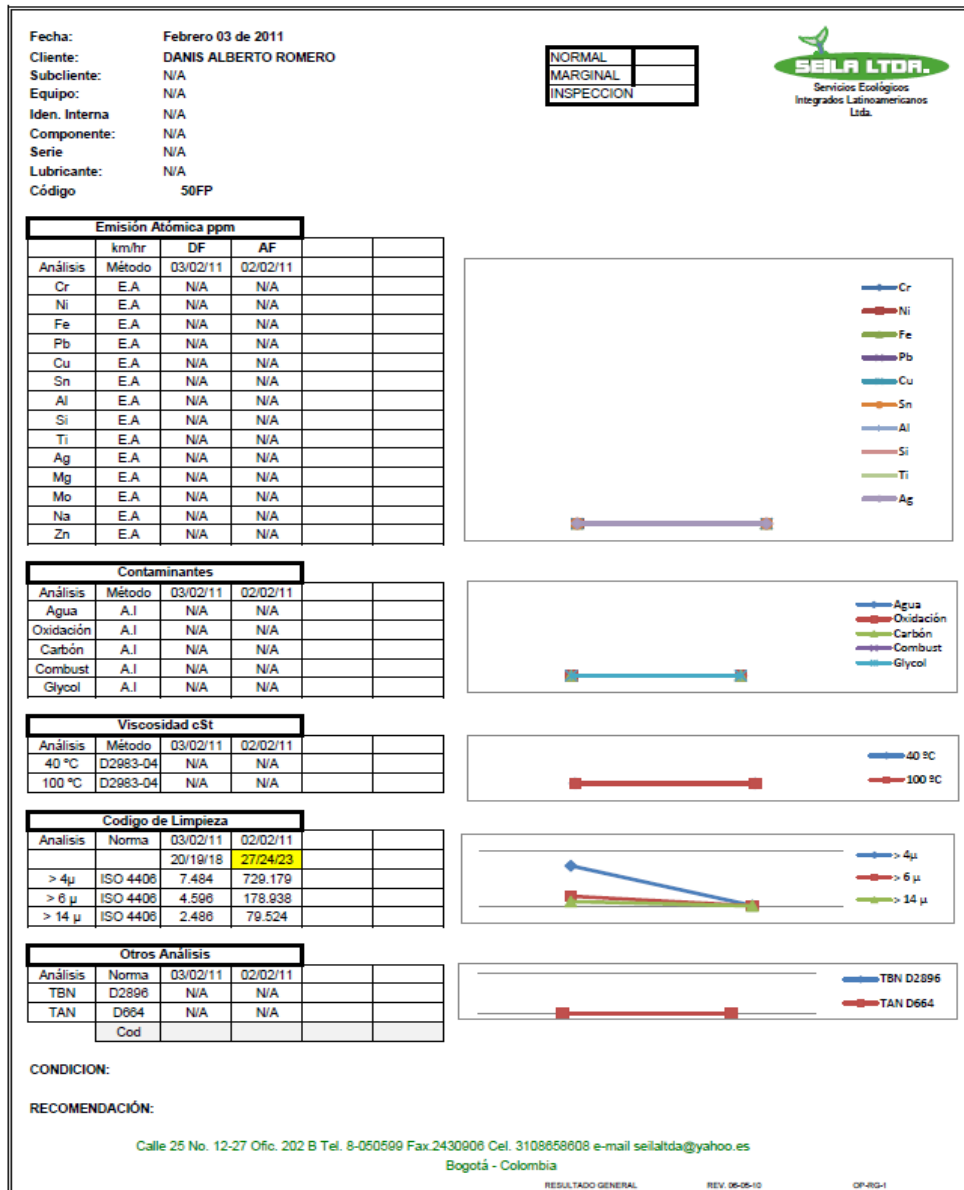 Fecha: Febrero 03 de 2011
Cliente: DANIS ALBERTO ROMERO
Subcliente: N/A
Equipo: N/A
Iden. Interna N/A
Componente: N/A
Serie N/A
Lubricante: N/A
Código 50FP
NORMAL
MARGINAL
INSPECCION
SEILA LTDA.
Servicios Ecológicos
Integrados Latinoamericanos
Ltda.
Emisión Atómica ppm
km/hr DF AF
Análisis Método 03/02/11 02/02/11
Cr E.A N/A N/A
Ni E.A N/A N/A
Fe E.A N/A N/A
Pb E.A N/A N/A
Cu E.A N/A N/A
Sn E.A N/A N/A
Al E.A N/A N/A
Si E.A N/A N/A
Ti E.A N/A N/A
Ag E.A N/A N/A
Mg E.A N/A N/A
Mo E.A N/A N/A
Na E.A N/A N/A
Zn E.A N/A N/A
Cr
Ni
Fe
Pb
Cu
Sn
Al
Si
Ti
Ag
Contaminantes
Análisis Método 03/02/11 02/02/11
Agua A.I N/A N/A
Oxidación A.I N/A N/A
Carbón A.I N/A N/A
Combust A.I N/A N/A
Glycol A.I N/A N/A
Agua
Oxidación
Carbón
Combust
Glycol
Viscosidad cSt
Análisis Método 03/02/11 02/02/11
40 ºC D2983-04 N/A N/A
100 ºC D2983-04 N/A N/A
40 ºC
100 ºC
Codigo de Limpieza
Analisis Norma 03/02/11 02/02/11
20/19/18 27/24/23
> 4µ ISO 4406 7.484 729.179
> 6 µ ISO 4406 4.596 178.938
> 14 µ ISO 4406 2.486 79.524
> 4µ
> 6 µ
> 14 µ
Otros Análisis
Análisis Norma 03/02/11 02/02/11
TBN D2896 N/A N/A
TAN D664 N/A N/A
Cod
TBN D2896
TAN D664
CONDICION:
RECOMENDACIÓN:
Calle 25 No. 12-27 Ofic. 202 B Tel. 8-050599 Fax.2430906 Cel. 3108658608 e-mail seilaltda@yahoo.es
Bogotá - Colombia
RESULTADO GENERAL REV. 06-05-10 OP-RG-1